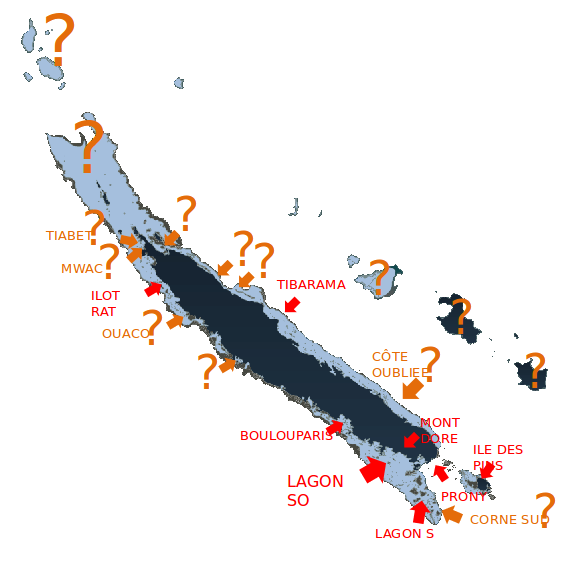 ?
?
?
TIABET?
?
?
MWAC?
?
TIBARAMA
?
ILOT
RAT
?
OUACO?
CÔTE
OUBLIEE?
?
?
MONT
DORE
BOULOUPARIS
ILE DES
PINS
LAGON
SO
PRONY
CORNE SUD?
LAGON S